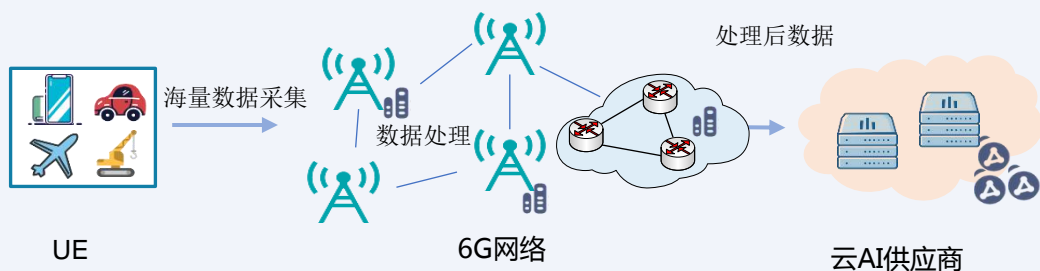 处理后数据
海量数据采集
数据处理
UE
6G网络
云AI供应商